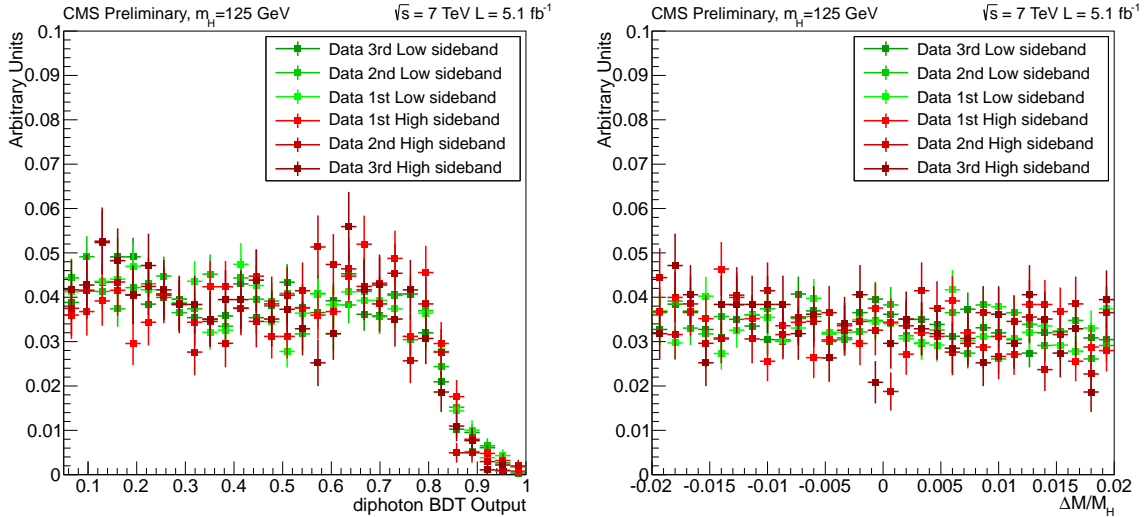 CMS Preliminary, m_H=125 GeV
√s = 7 TeV L = 5.1 fb⁻¹
Arbitrary Units
0.1
0.09
0.08
0.07
0.06
0.05
0.04
0.03
0.02
0.01
0
Data 3rd Low sideband
Data 2nd Low sideband
Data 1st Low sideband
Data 1st High sideband
Data 2nd High sideband
Data 3rd High sideband
0.1 0.2 0.3 0.4 0.5 0.6 0.7 0.8 0.9 1
diphoton BDT Output
CMS Preliminary, m_H=125 GeV
√s = 7 TeV L = 5.1 fb⁻¹
Arbitrary Units
0.1
0.09
0.08
0.07
0.06
0.05
0.04
0.03
0.02
0.01
0
Data 3rd Low sideband
Data 2nd Low sideband
Data 1st Low sideband
Data 1st High sideband
Data 2nd High sideband
Data 3rd High sideband
-0.02 -0.015 -0.01 -0.005 0 0.005 0.01 0.015 0.02
ΔM/M_H